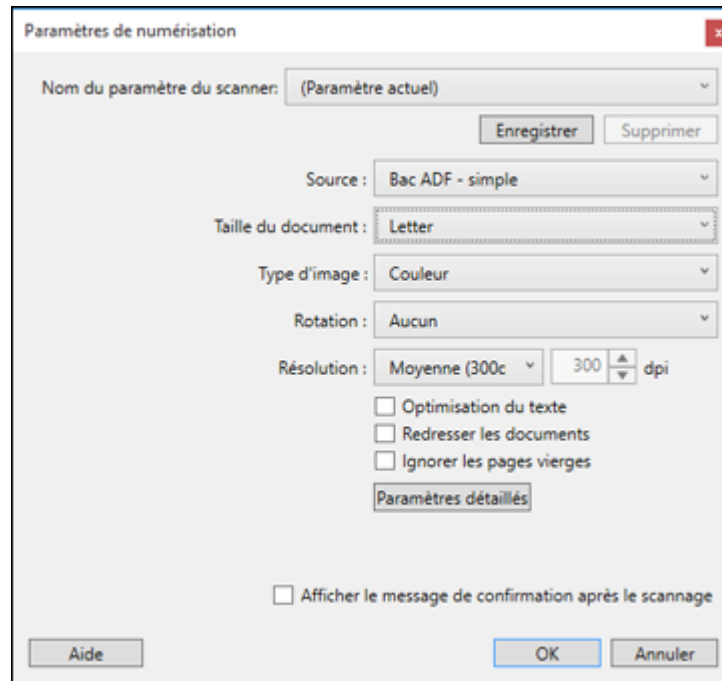 Paramètres de numérisation x
Nom du paramètre du scanner: (Paramètre actuel)
Enregistrer Supprimer
Source : Bac ADF - simple
Taille du document : Letter
Type d'image : Couleur
Rotation : Aucun
Résolution : Moyenne (300c 300 dpi
Optimisation du texte
Redresser les documents
Ignorer les pages vierges
Paramètres détaillés
Afficher le message de confirmation après le scannage
Aide OK Annuler